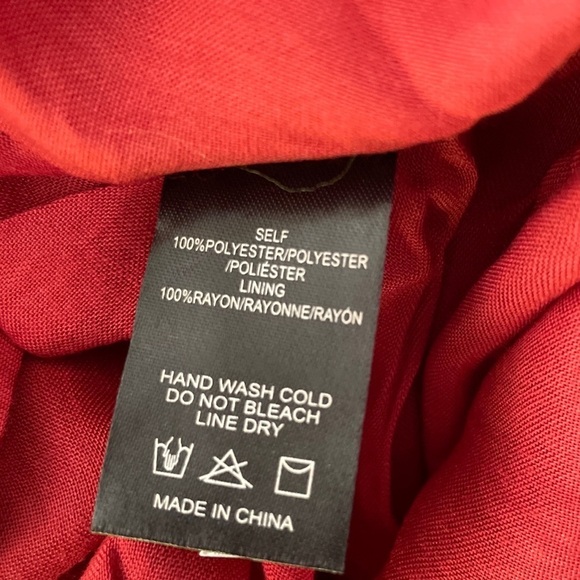 SELF
100%POLYESTER/POLYESTER
/POLIÉSTER
LINING
100%RAYON/RAYONNE/RAYÓN
HAND WASH COLD
DO NOT BLEACH
LINE DRY
MADE IN CHINA